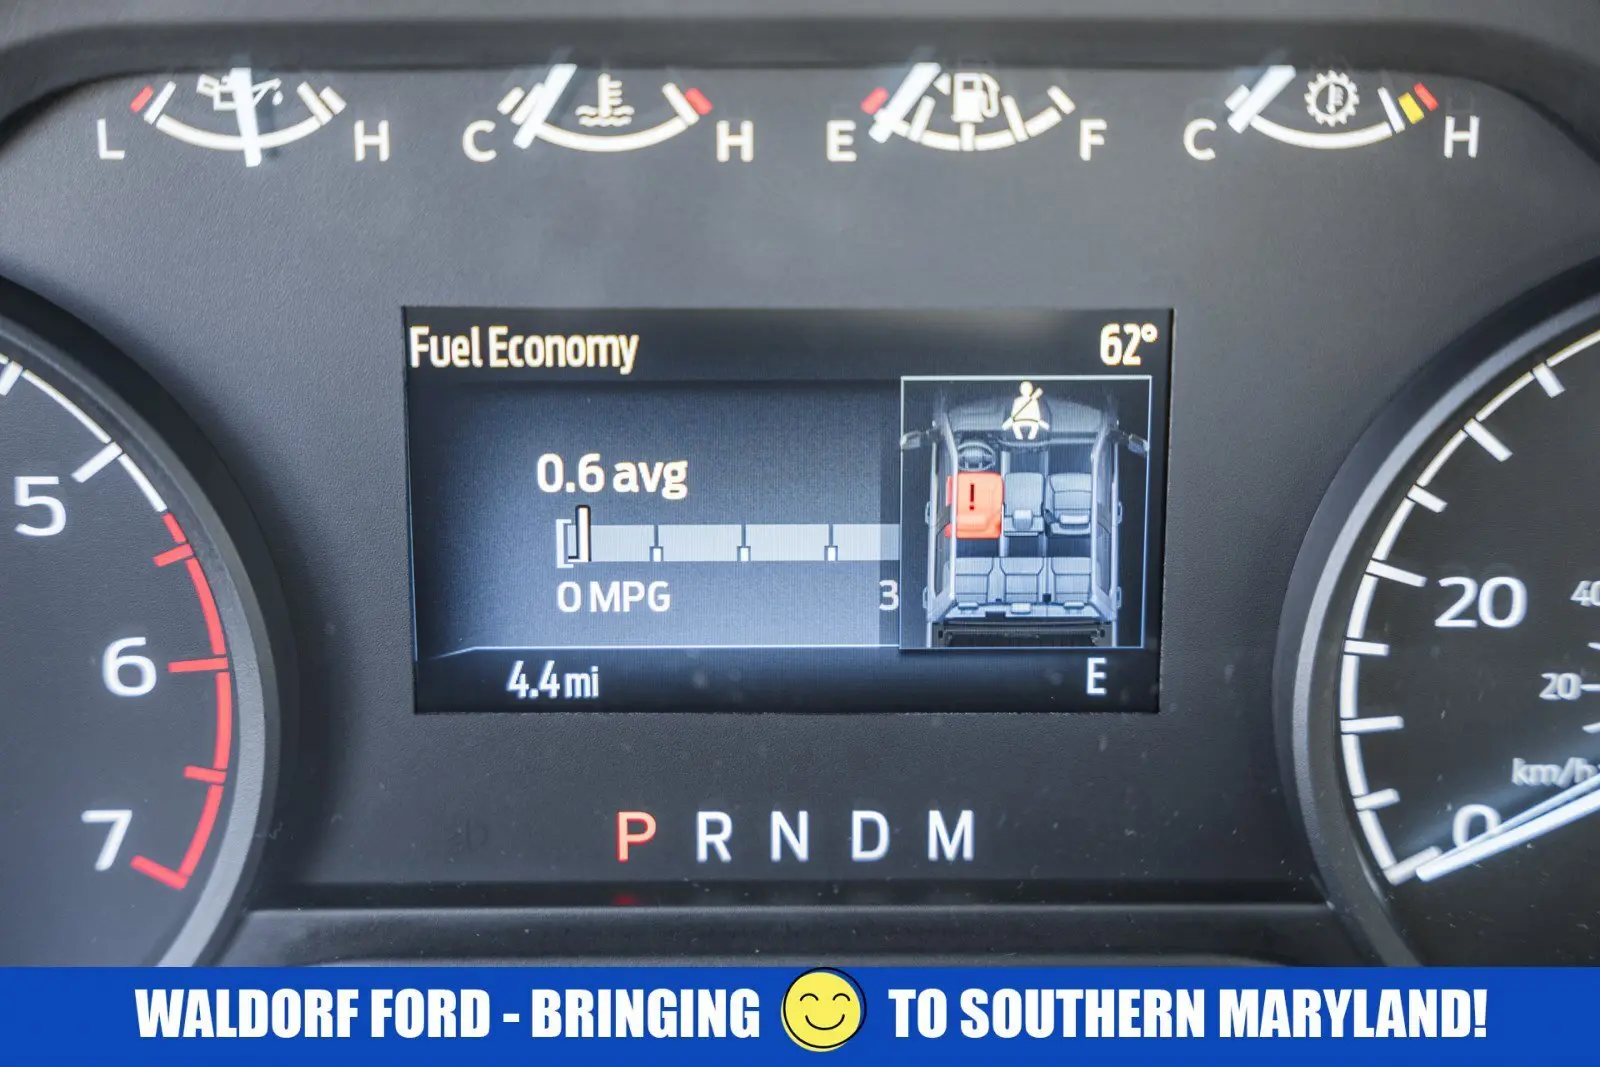 L H C H E F C H
Fuel Economy 62°
0.6 avg
!
0 MPG 3
4.4 mi E
5
6
7
20
40
20
km/h
0
P R N D M
WALDORF FORD - BRINGING TO SOUTHERN MARYLAND!